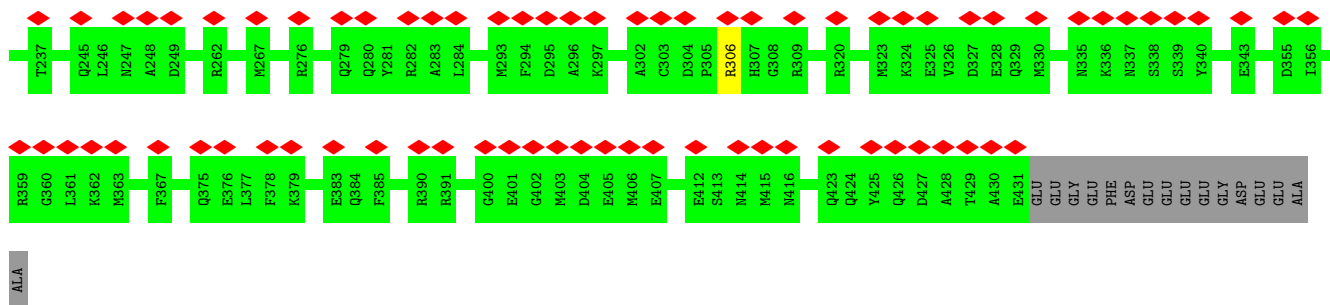 T237 Q245 L246 N247 A248 D249 R262 M267 R276 Q279 Q280 Y281 R282 A283 L284 M293 F294 D295 A296 K297 A302 C303 D304 P305 R306 H307 G308 R309 R320 M323 K324 E325 V326 D327 E328 Q329 M330 N335 K336 N337 S338 S339 Y340 E343 D355 I356
R359 G360 L361 K362 M363 F367 Q375 E376 L377 F378 K379 E383 Q384 F385 R390 R391 G400 E401 G402 M403 D404 E405 M406 E407 E412 S413 N414 M415 N416 Q423 Q424 Y425 Q426 D427 A428 T429 A430 E431 GLU GLU GLY GLU PHE ASP GLU GLU GLU GLU GLY ASP GLU GLU ALA
ALA